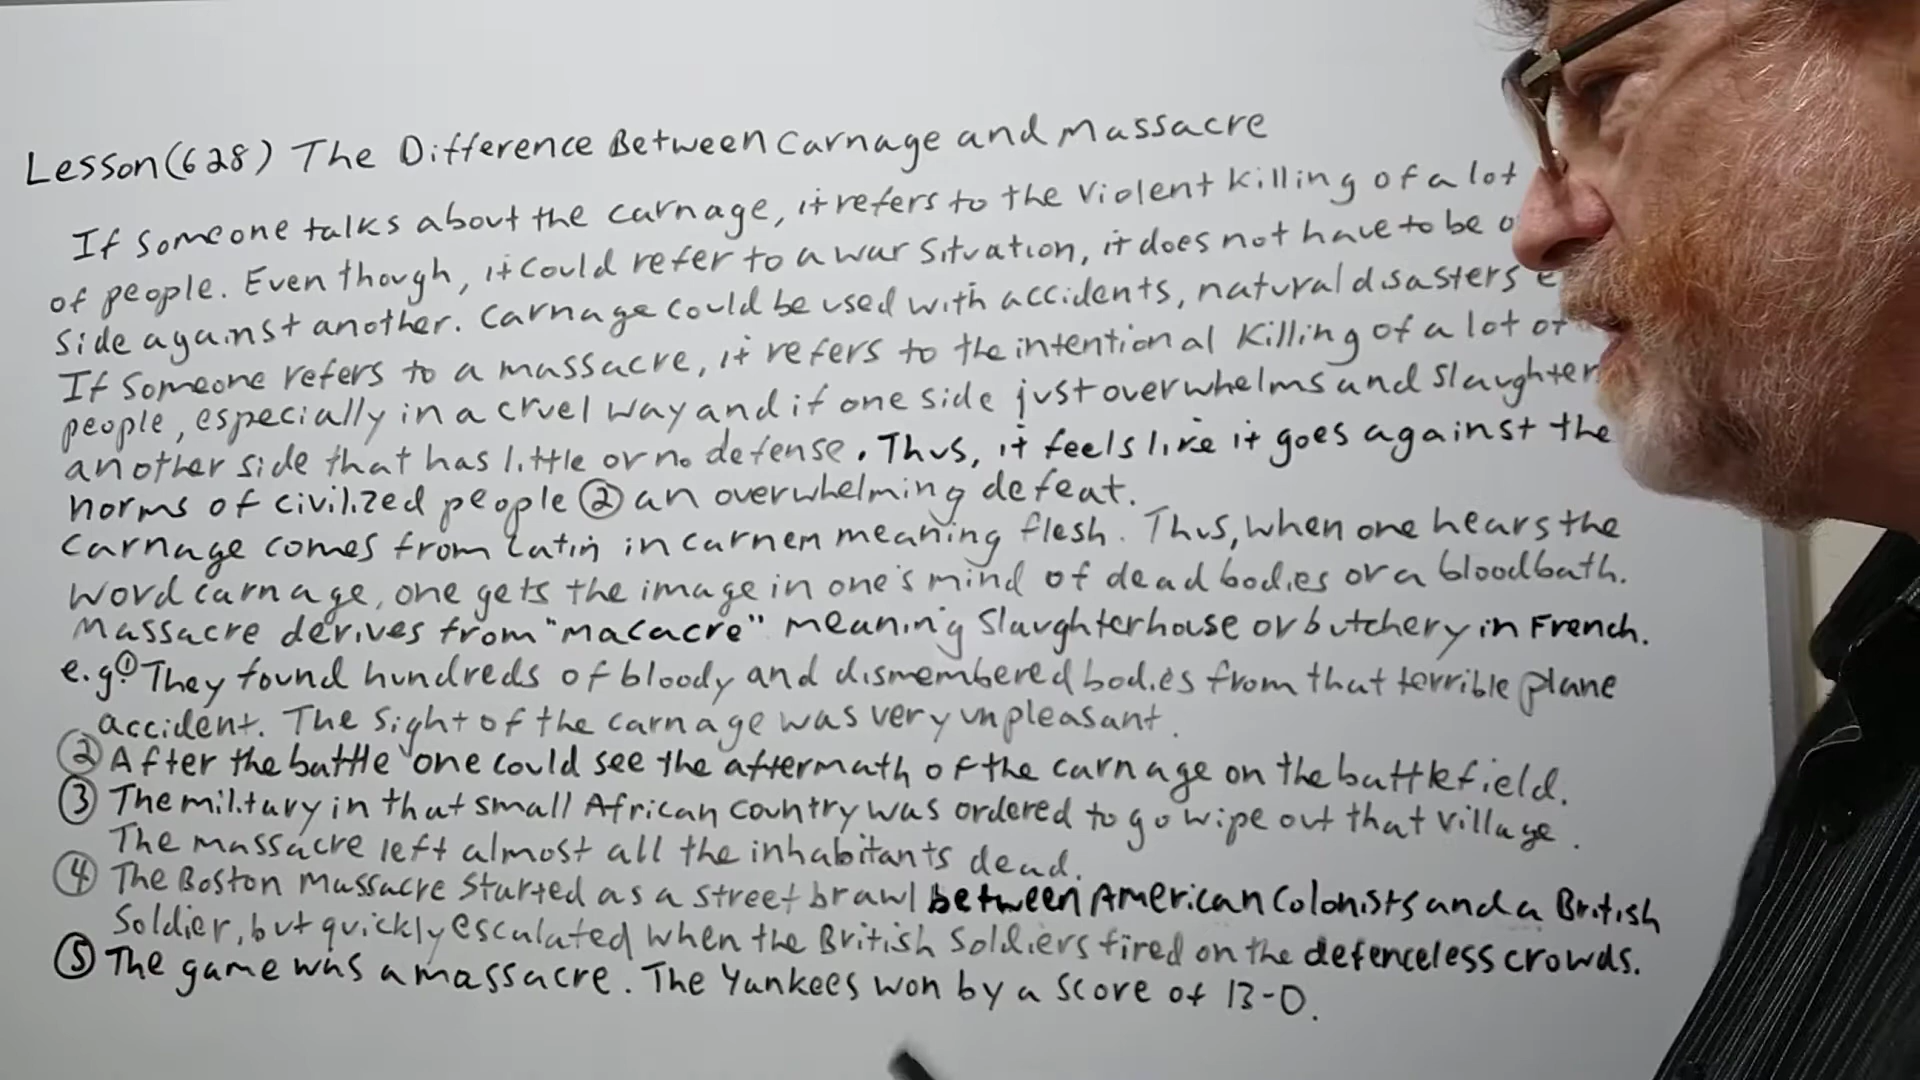 Lesson(628) The Difference Between Carnage and Massacre
If someone talks about the carnage, it refers to the violent killing of a lot
of people. Even though, it could refer to a war situation, it does not have to be
side against another. Carnage could be used with accidents, natural disasters
If someone refers to a massacre, it refers to the intentional killing of a lot of
people, especially in a cruel way and if one side just overwhelms and slaughter
another side that has little or no defense. Thus, it feels like it goes against the
norms of civilized people ② an overwhelming defeat.
Carnage comes from Latin in carnem meaning flesh. Thus, when one hears the
word carnage, one gets the image in one's mind of dead bodies or a bloodbath.
Massacre derives from "macacre" meaning slaughterhouse or butchery in French.
e.g. ① They found hundreds of bloody and dismembered bodies from that terrible plane
accident. The sight of the carnage was very unpleasant.
② After the battle one could see the aftermath of the carnage on the battlefield.
③ The military in that small African country was ordered to go wipe out that village.
The massacre left almost all the inhabitants dead.
④ The Boston Massacre started as a street brawl between American colonists and a British
soldier, but quickly esculated when the British soldiers fired on the defenceless crowds.
⑤ The game was a massacre. The Yankees won by a score of 13-0.